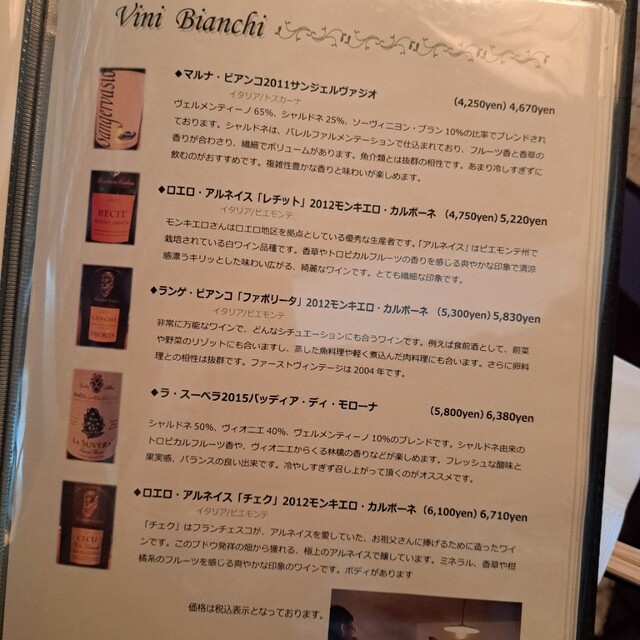 Vini Bianchi
◆マルナ・ビアンコ2011サンジェルヴァジオ
イタリア/トスカーナ
(4,250yen) 4,670yen
ヴェルメンティーノ 65%、シャルドネ 25%、ソーヴィニヨン・ブラン 10%の比率でブレンドされ
ております。シャルドネは、バレルファルメンテーションで仕込まれており、フルーツ香と香草の
香りが合わさり、繊細でボリュームがあります。魚介類とは抜群の相性です。あまり冷しすぎずに
飲むのがおすすめです。複雑性豊かな香りと味わいが楽しめます。
◆ロエロ・アルネイス「レチット」2012モンキエロ・カルボーネ (4,750yen) 5,220yen
イタリア/ピエモンテ
モンキエロさんはロエロ地区を拠点としている優秀な生産者です。「アルネイス」はピエモンテ州で
栽培されている白ワイン品種です。香草やトロピカルフルーツの香りを感じる爽やかな印象で清涼
感漂うキリッとした味わい広がる、綺麗なワインです。とても繊細な印象です。
◆ランゲ・ビアンコ「ファボリータ」2012モンキエロ・カルボーネ (5,300yen) 5,830yen
イタリア/ピエモンテ
非常に万能なワインで、どんなシチュエーションにも合うワインです。例えば食前酒として、前菜
や野菜のリゾットにも合いますし、蒸した魚料理や軽く煮込んだ肉料理にも合います。さらに卵料
理との相性は抜群です。ファーストヴィンテージは 2004 年です。
◆ラ・スーベラ2015バッディア・ディ・モローナ
(5,800yen) 6,380yen
シャルドネ 50%、ヴィオニエ 40%、ヴェルメンティーノ 10%のブレンドです。シャルドネ由来の
トロピカルフルーツ香や、ヴィオニエからくる林檎の香りなどが楽しめます。フレッシュな酸味と
果実感、バランスの良い出来です。冷やしすぎず召し上がって頂くのがオススメです。
◆ロエロ・アルネイス「チェク」2012モンキエロ・カルボーネ (6,100yen) 6,710yen
イタリア/ピエモンテ
「チェク」はフランチェスコが、アルネイスを愛していた、お祖父さんに捧げるために造ったワイ
ンです。このブドウ発祥の畑から獲れる、極上のアルネイスで醸しています。ミネラル、香草や柑
橘系のフルーツを感じる爽やかな印象のワインです。ボディがあります
価格は税込表示となっております。
Sangervasio
RECIT
LA SUVERA
CECU